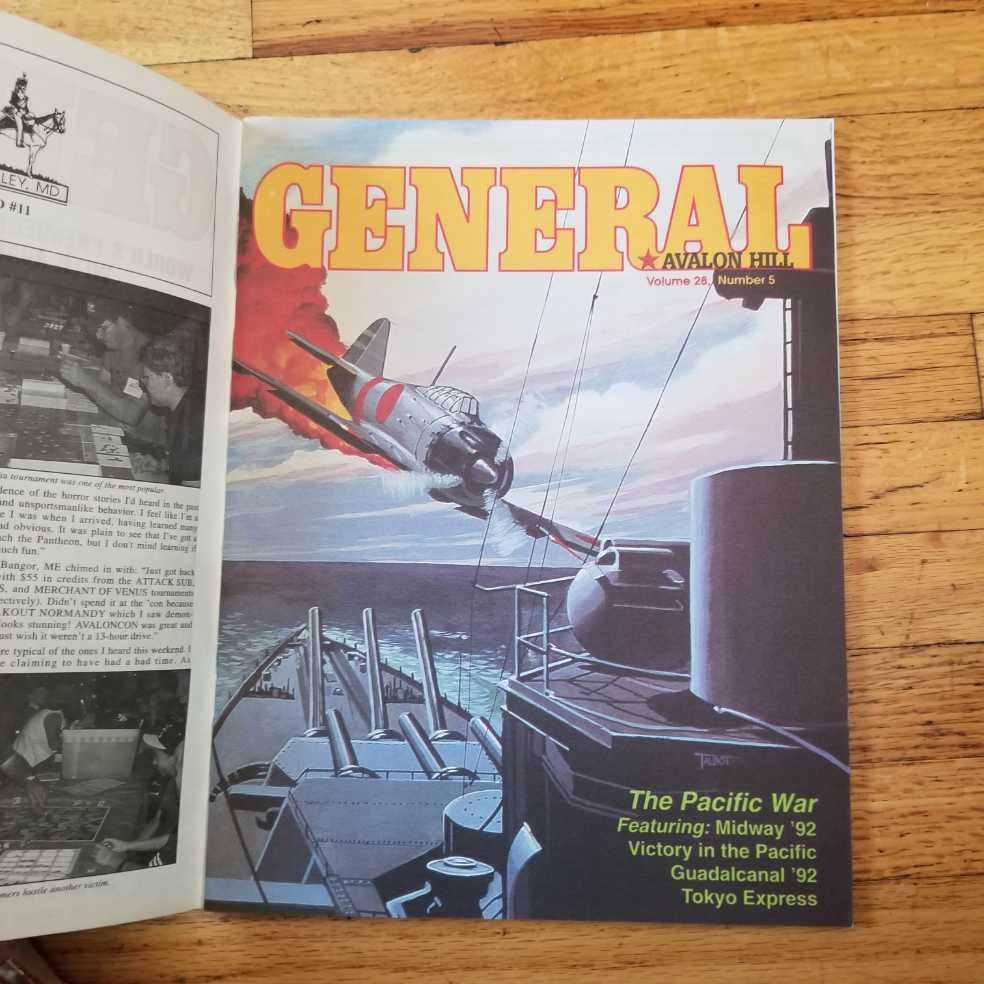 LEY, MD
#11
ia tournament was one of the most popular.
dence of the horror stories I'd heard in the past
and unsportsmanlike behavior. I feel like I'm a
e I was when I arrived, having learned many
nd obvious. It was plain to see that I've got a
ach the Pantheon, but I don't mind learning if
uch fun."
Bangor, ME chimed in with: "Just got back
with $55 in credits from the ATTACK SUB,
S, and MERCHANT OF VENUS tournaments
ectively). Didn't spend it at the 'con because
AKOUT NORMANDY which I saw demon-
looks stunning! AVALONCON was great and
ust wish it weren't a 13-hour drive."
re typical of the ones I heard this weekend. I
e claiming to have had a bad time. As
mers hustle another victim.
GENERAL
AVALON HILL
Volume 28, Number 5
TALBOT
The Pacific War
Featuring: Midway '92
Victory in the Pacific
Guadalcanal '92
Tokyo Express